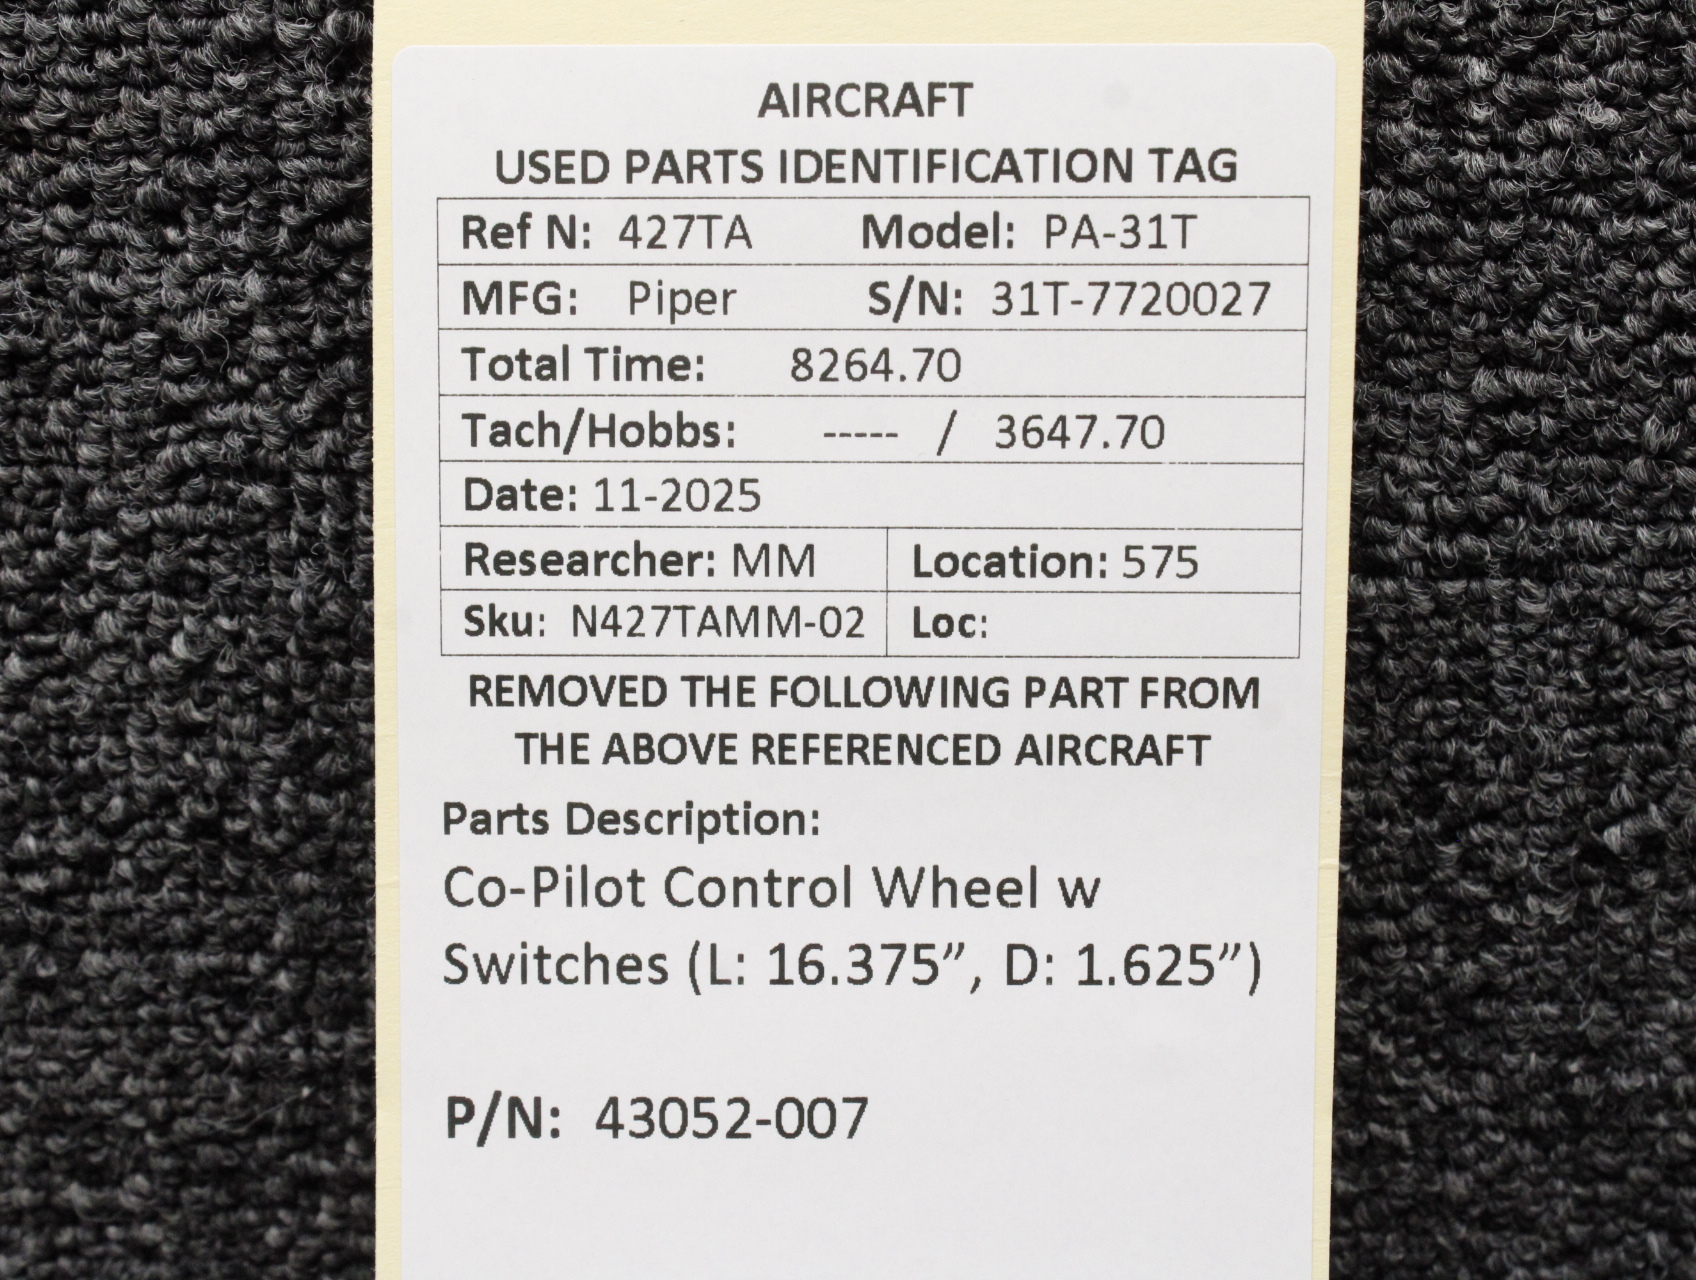 AIRCRAFT
USED PARTS IDENTIFICATION TAG
Ref N: 427TA Model: PA-31T
MFG: Piper S/N: 31T-7720027
Total Time: 8264.70
Tach/Hobbs: ----- / 3647.70
Date: 11-2025
Researcher: MM Location: 575
Sku: N427TAMM-02 Loc:
REMOVED THE FOLLOWING PART FROM
THE ABOVE REFERENCED AIRCRAFT
Parts Description:
Co-Pilot Control Wheel w
Switches (L: 16.375”, D: 1.625”)
P/N: 43052-007